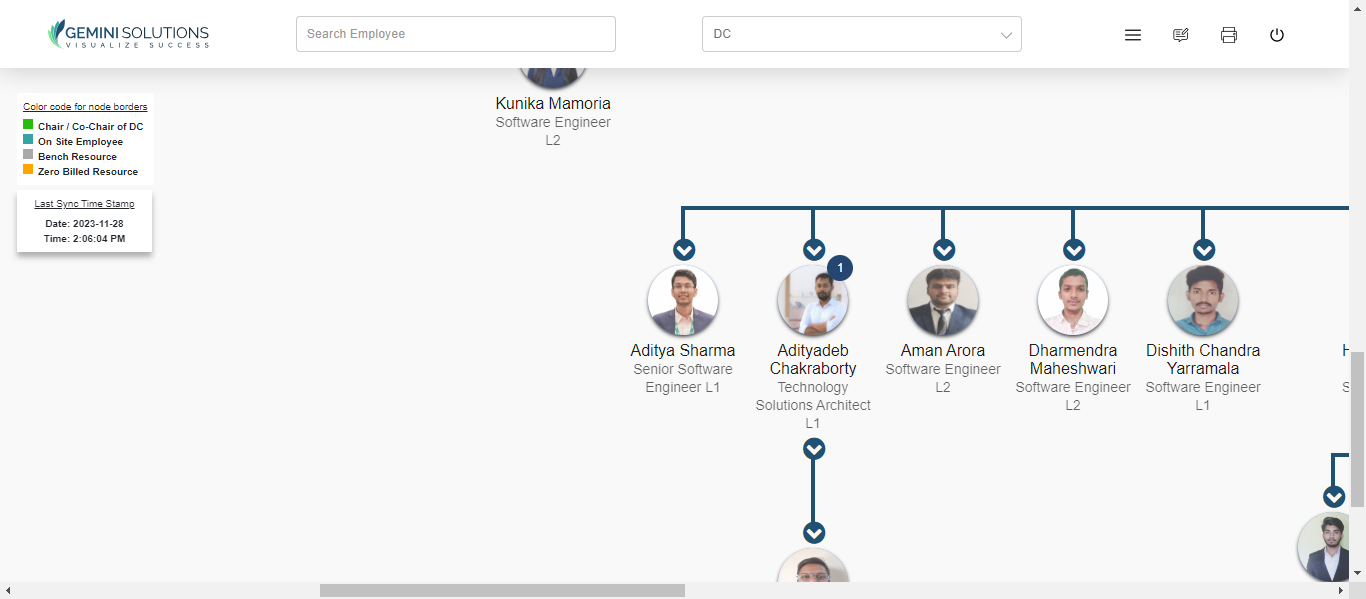 GEMINI SOLUTIONS
VISUALIZE SUCCESS
Search Employee
DC
Color code for node borders
Chair / Co-Chair of DC
On Site Employee
Bench Resource
Zero Billed Resource
Last Sync Time Stamp
Date: 2023-11-28
Time: 2:06:04 PM
Kunika Mamoria
Software Engineer
L2
Aditya Sharma
Senior Software
Engineer L1
1
Adityadeb
Chakraborty
Technology
Solutions Architect
L1
Aman Arora
Software Engineer
L2
Dharmendra
Maheshwari
Software Engineer
L2
Dishith Chandra
Yarramala
Software Engineer
L1